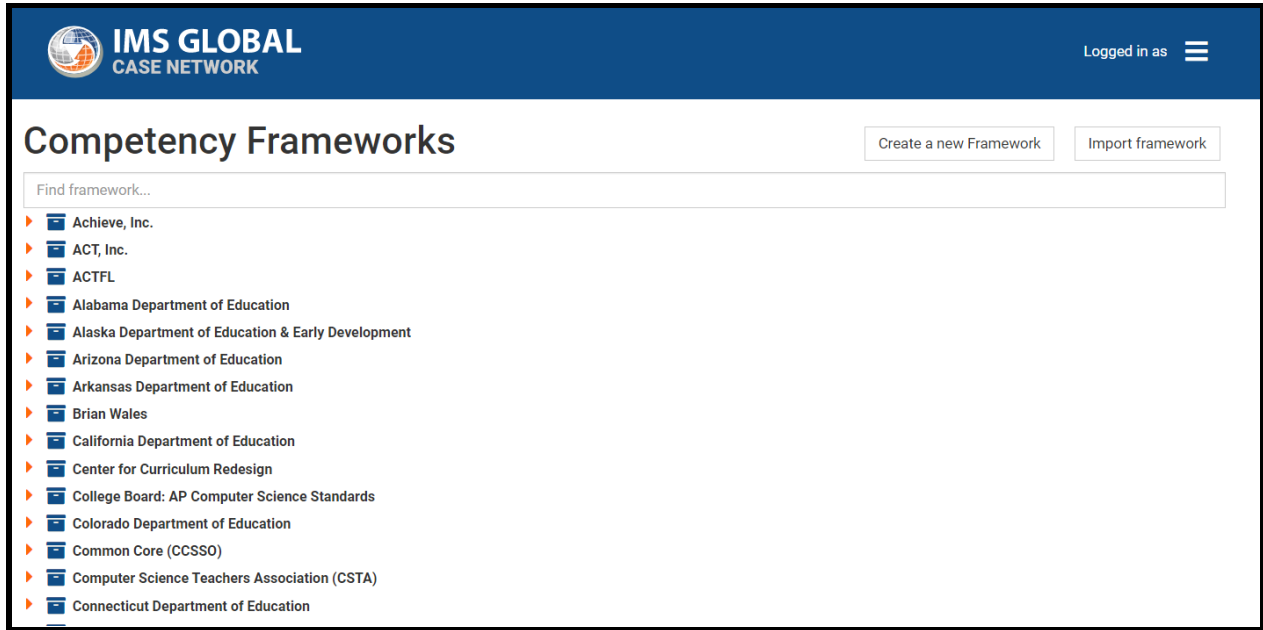 IMS GLOBAL
CASE NETWORK
Logged in as
Competency Frameworks
Create a new Framework
Import framework
Find framework...
Achieve, Inc.
ACT, Inc.
ACTFL
Alabama Department of Education
Alaska Department of Education & Early Development
Arizona Department of Education
Arkansas Department of Education
Brian Wales
California Department of Education
Center for Curriculum Redesign
College Board: AP Computer Science Standards
Colorado Department of Education
Common Core (CCSSO)
Computer Science Teachers Association (CSTA)
Connecticut Department of Education